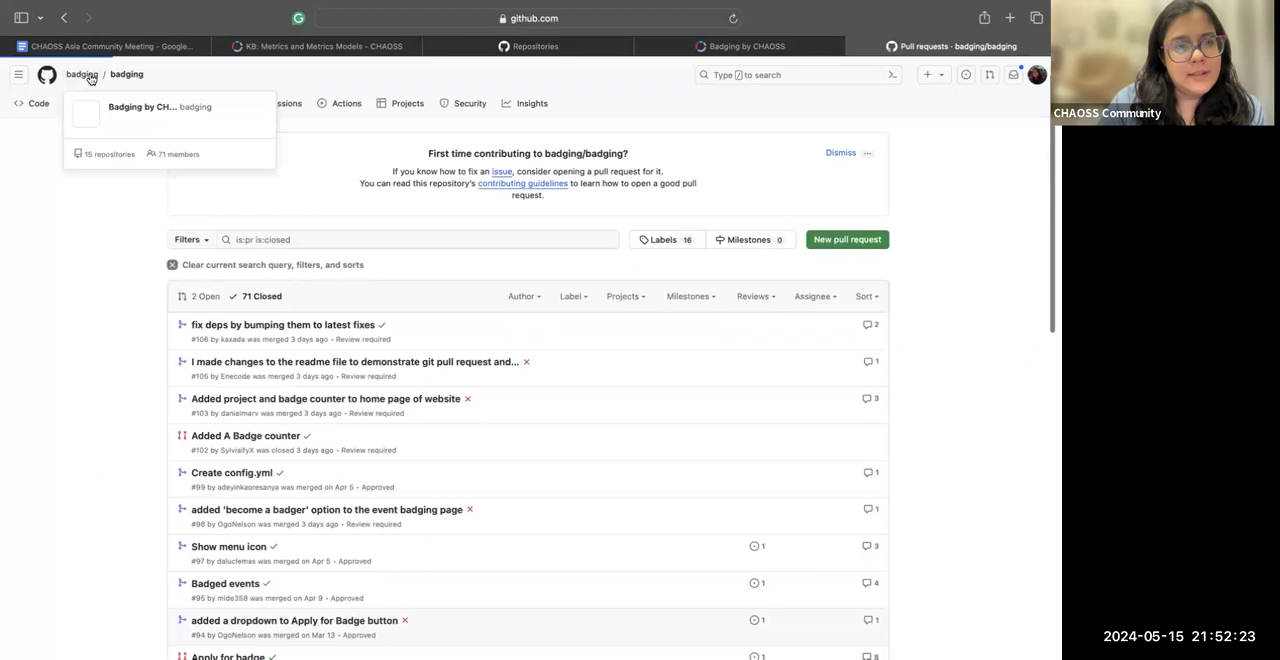 github.com
CHAOSS Asia Community Meeting - Google...
KB: Metrics and Metrics Models - CHAOSS
Repositories
Badging by CHAOSS
Pull requests · badging/badging
badging / badging
Type / to search
Code
ssions
Actions
Projects
Security
Insights
Badging by CH... badging
15 repositories
71 members
First time contributing to badging/badging?
Dismiss
If you know how to fix an issue, consider opening a pull request for it.
You can read this repository's contributing guidelines to learn how to open a good pull
request.
Filters
is:pr is:closed
Labels 16
Milestones 0
New pull request
Clear current search query, filters, and sorts
2 Open
71 Closed
Author
Label
Projects
Milestones
Reviews
Assignee
Sort
fix deps by bumping them to latest fixes
2
#106 by kaxada was merged 3 days ago • Review required
I made changes to the readme file to demonstrate git pull request and...
1
#105 by Enecode was merged 3 days ago • Review required
Added project and badge counter to home page of website
3
#103 by danielmarv was merged 3 days ago • Review required
Added A Badge counter
#102 by SylviaifyX was closed 3 days ago • Review required
Create config.yml
1
#99 by adeyinkaoresanya was merged on Apr 5 • Approved
added 'become a badger' option to the event badging page
1
#98 by OgoNelson was merged 3 days ago • Review required
Show menu icon
1
3
#97 by daluclemas was merged on Apr 5 • Approved
Badged events
1
4
#95 by mide358 was merged on Apr 9 • Approved
added a dropdown to Apply for Badge button
1
1
#94 by OgoNelson was merged on Mar 13 • Approved
Apply for badge
1
8
CHAOSS Community
2024-05-15 21:52:23